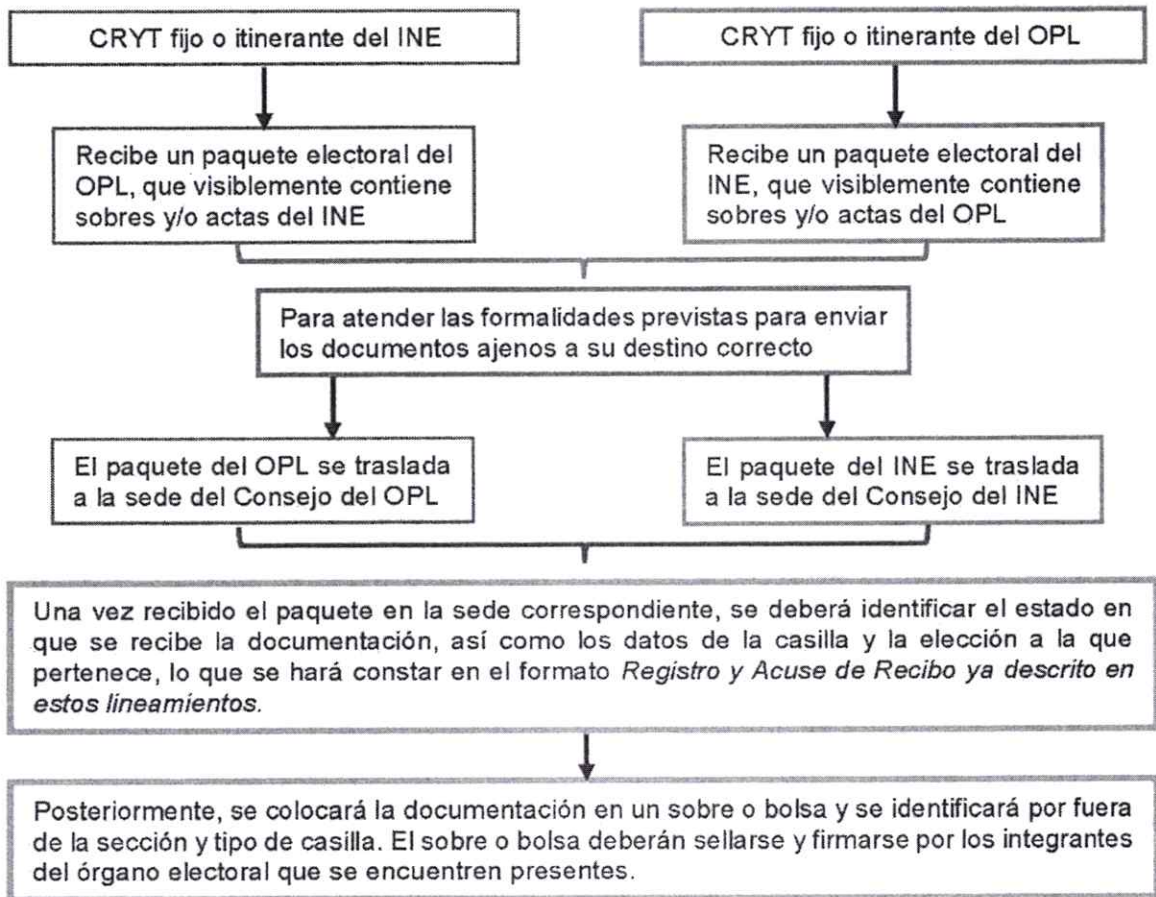 CRYT fijo o itinerante del INE
CRYT fijo o itinerante del OPL
Recibe un paquete electoral del
OPL, que visiblemente contiene
sobres y/o actas del INE
Recibe un paquete electoral del
INE, que visiblemente contiene
sobres y/o actas del OPL
Para atender las formalidades previstas para enviar
los documentos ajenos a su destino correcto
El paquete del OPL se traslada
a la sede del Consejo del OPL
El paquete del INE se traslada
a la sede del Consejo del INE
Una vez recibido el paquete en la sede correspondiente, se deberá identificar el estado en
que se recibe la documentación, así como los datos de la casilla y la elección a la que
pertenece, lo que se hará constar en el formato Registro y Acuse de Recibo ya descrito en
estos lineamientos.
Posteriormente, se colocará la documentación en un sobre o bolsa y se identificará por fuera
de la sección y tipo de casilla. El sobre o bolsa deberán sellarse y firmarse por los integrantes
del órgano electoral que se encuentren presentes.